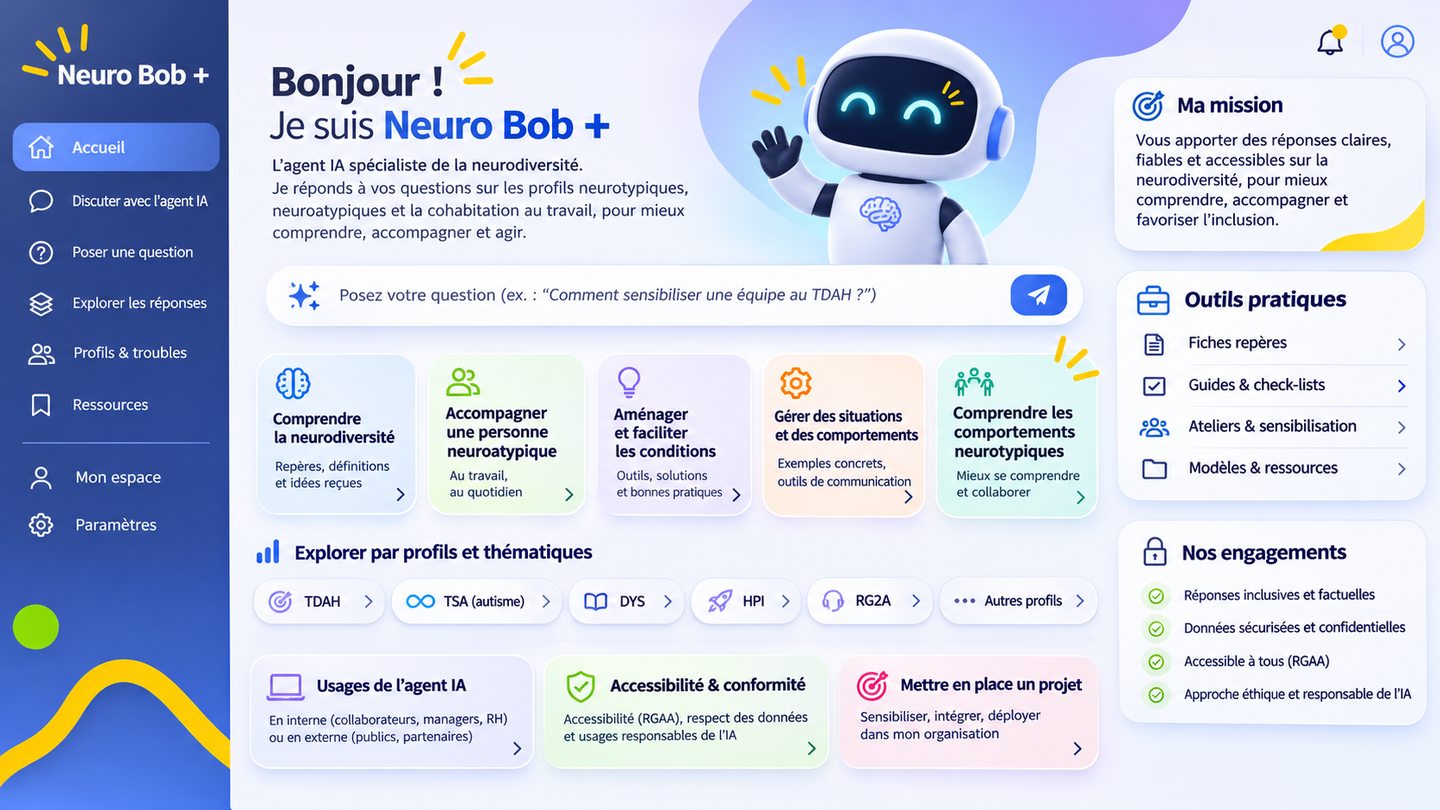 Neuro Bob +
Accueil
Discuter avec l'agent IA
Poser une question
Explorer les réponses
Profils & troubles
Ressources
Mon espace
Paramètres
Bonjour !
Je suis Neuro Bob +
L'agent IA spécialiste de la neurodiversité.
Je réponds à vos questions sur les profils neurotypiques,
neuroatypiques et la cohabitation au travail, pour mieux
comprendre, accompagner et agir.
Posez votre question (ex. : “Comment sensibiliser une équipe au TDAH ?”)
Comprendre
la neurodiversité
Repères, définitions
et idées reçues
Accompagner
une personne
neuroatypique
Au travail,
au quotidien
Aménager
et faciliter
les conditions
Outils, solutions
et bonnes pratiques
Gérer des situations
et des comportements
Exemples concrets,
outils de communication
Comprendre les
comportements
neurotypiques
Mieux se comprendre
et collaborer
Explorer par profils et thématiques
TDAH
TSA (autisme)
DYS
HPI
RG2A
Autres profils
Usages de l'agent IA
En interne (collaborateurs, managers, RH)
ou en externe (publics, partenaires)
Accessibilité & conformité
Accessibilité (RGAA), respect des données
et usages responsables de l'IA
Mettre en place un projet
Sensibiliser, intégrer, déployer
dans mon organisation
Ma mission
Vous apporter des réponses claires,
fiables et accessibles sur la
neurodiversité, pour mieux
comprendre, accompagner et
favoriser l'inclusion.
Outils pratiques
Fiches repères
Guides & check-lists
Ateliers & sensibilisation
Modèles & ressources
Nos engagements
Réponses inclusives et factuelles
Données sécurisées et confidentielles
Accessible à tous (RGAA)
Approche éthique et responsable de l'IA